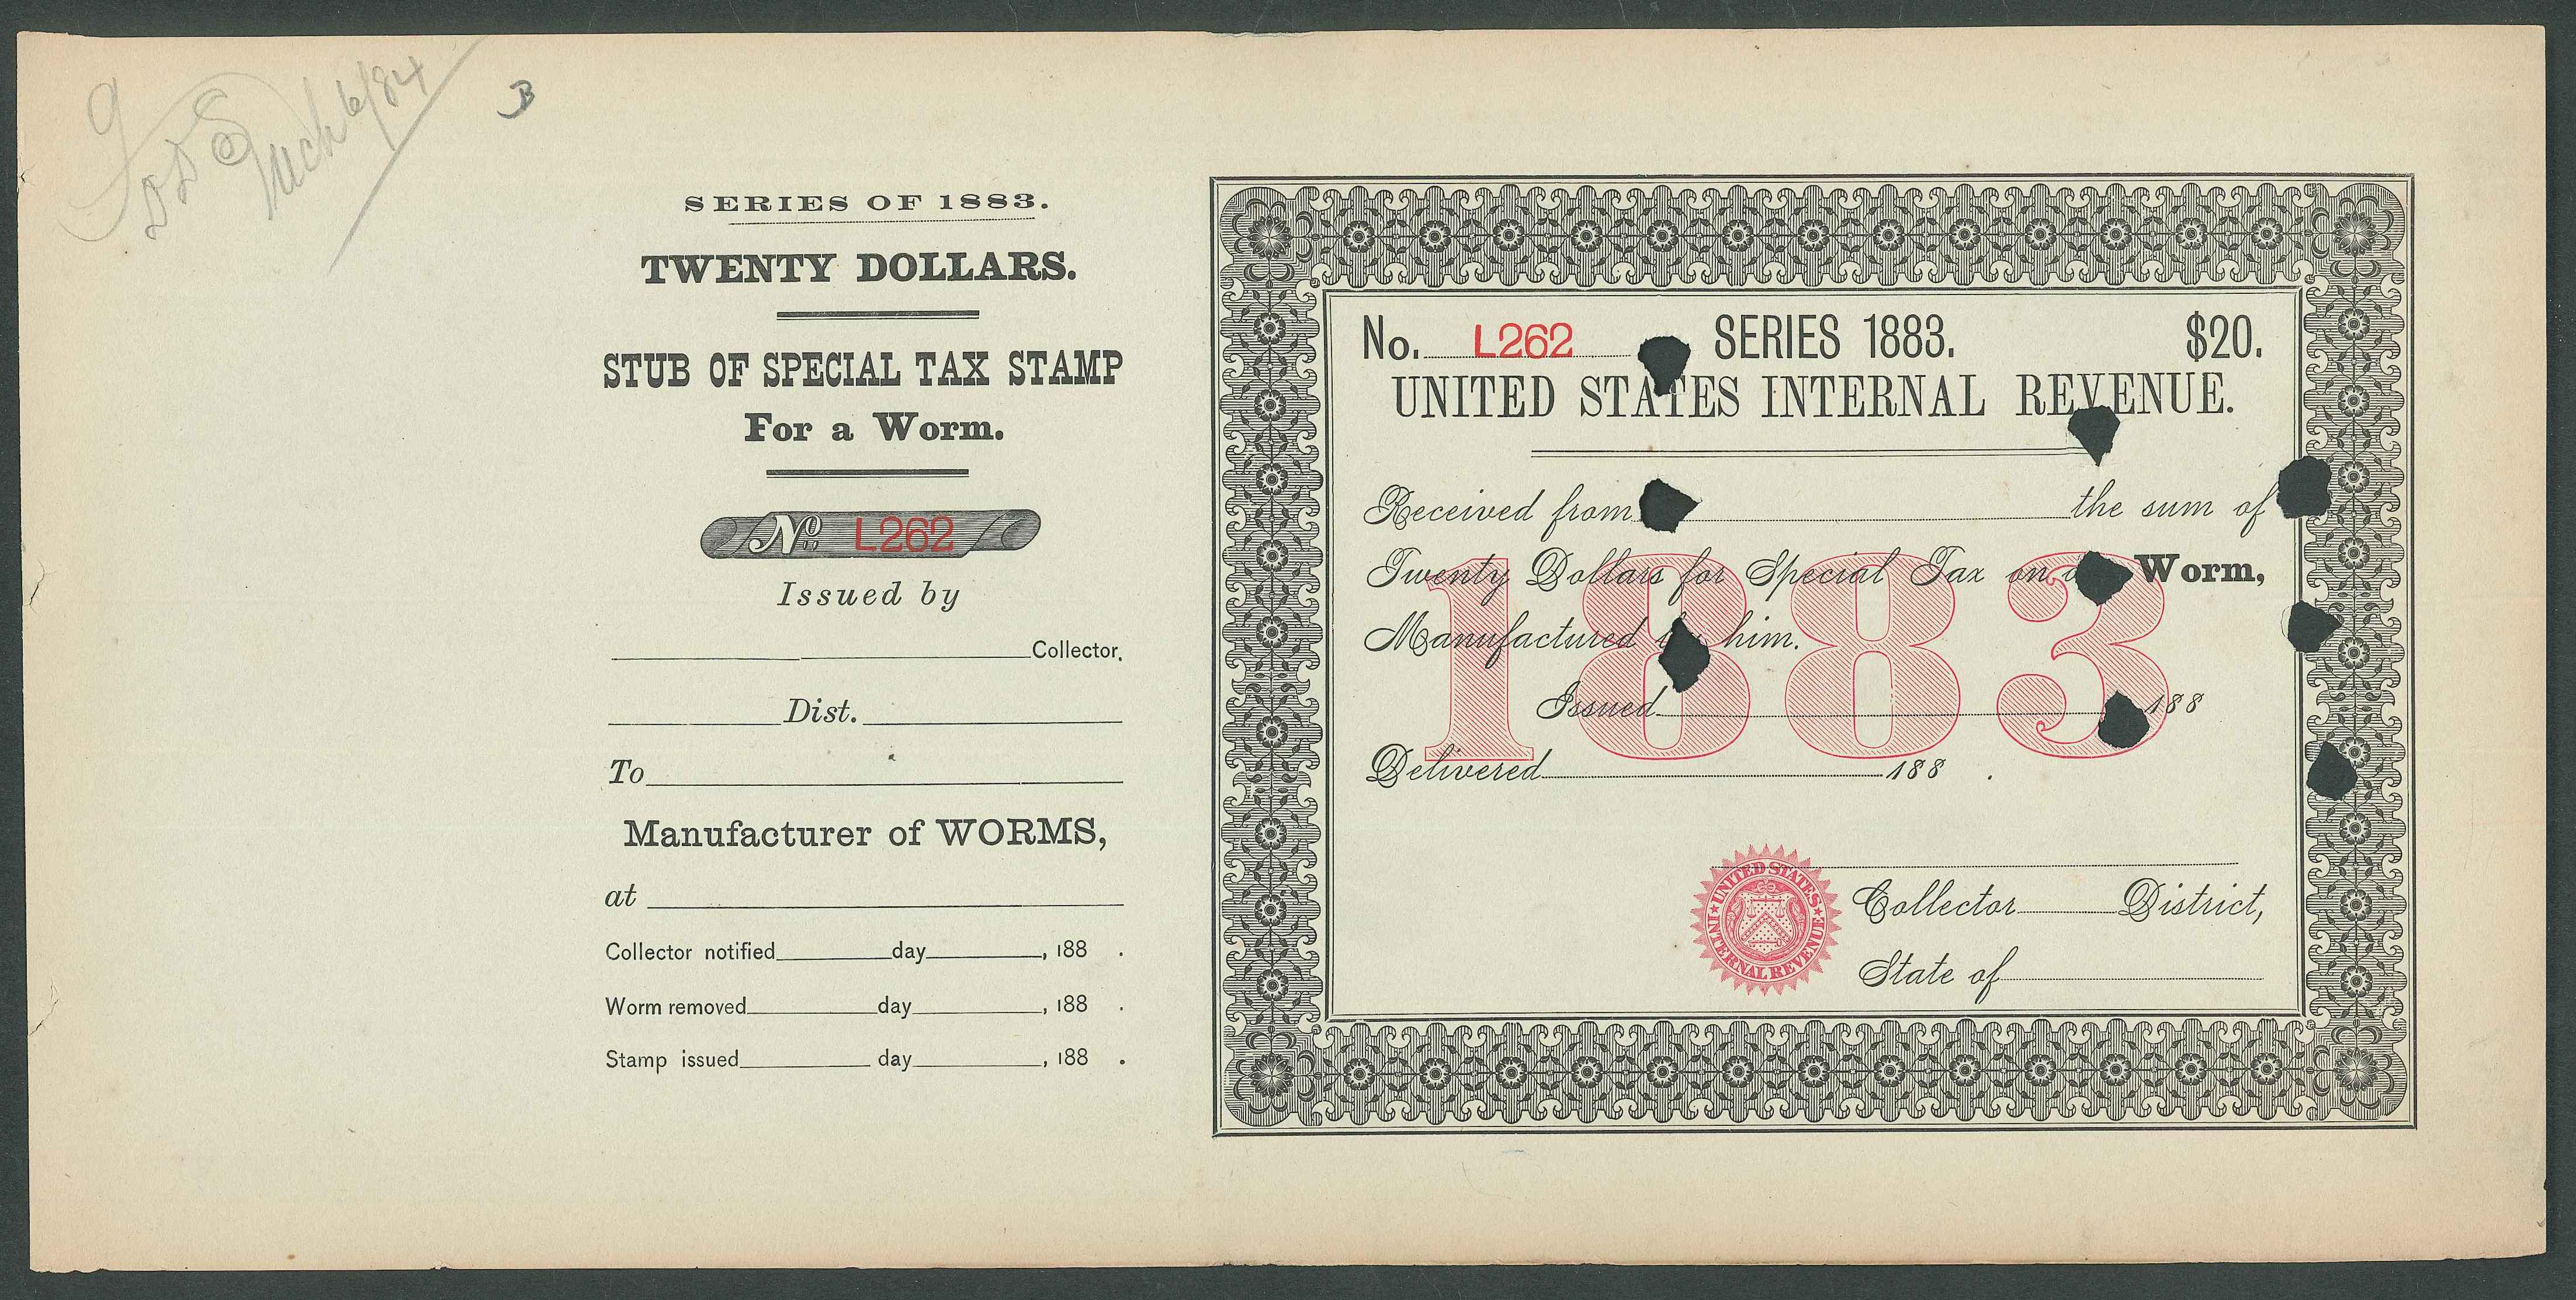 B
SERIES OF 1883.
TWENTY DOLLARS.
STUB OF SPECIAL TAX STAMP
For a Worm.
No. L262
Issued by
Collector.
Dist.
To
Manufacturer of WORMS,
at
Collector notified day , 188 .
Worm removed day , 188 .
Stamp issued day , 188 .
No. L262 SERIES 1883. $20.
UNITED STATES INTERNAL REVENUE.
Received from the sum of
Twenty Dollars for Special Tax on a Worm,
Manufactured by him.
1883
Issued 188
Delivered 188 .
UNITED STATES INTERNAL REVENUE
Collector District,
State of